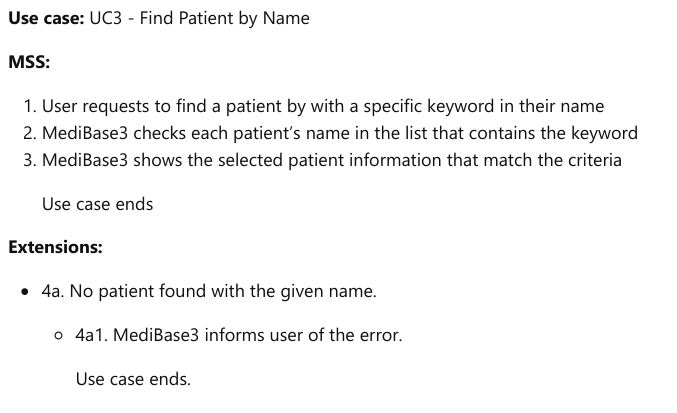 Use case: UC3 - Find Patient by Name
MSS:
1. User requests to find a patient by with a specific keyword in their name
2. MediBase3 checks each patient's name in the list that contains the keyword
3. MediBase3 shows the selected patient information that match the criteria
Use case ends
Extensions:
• 4a. No patient found with the given name.
◦ 4a1. MediBase3 informs user of the error.
Use case ends.